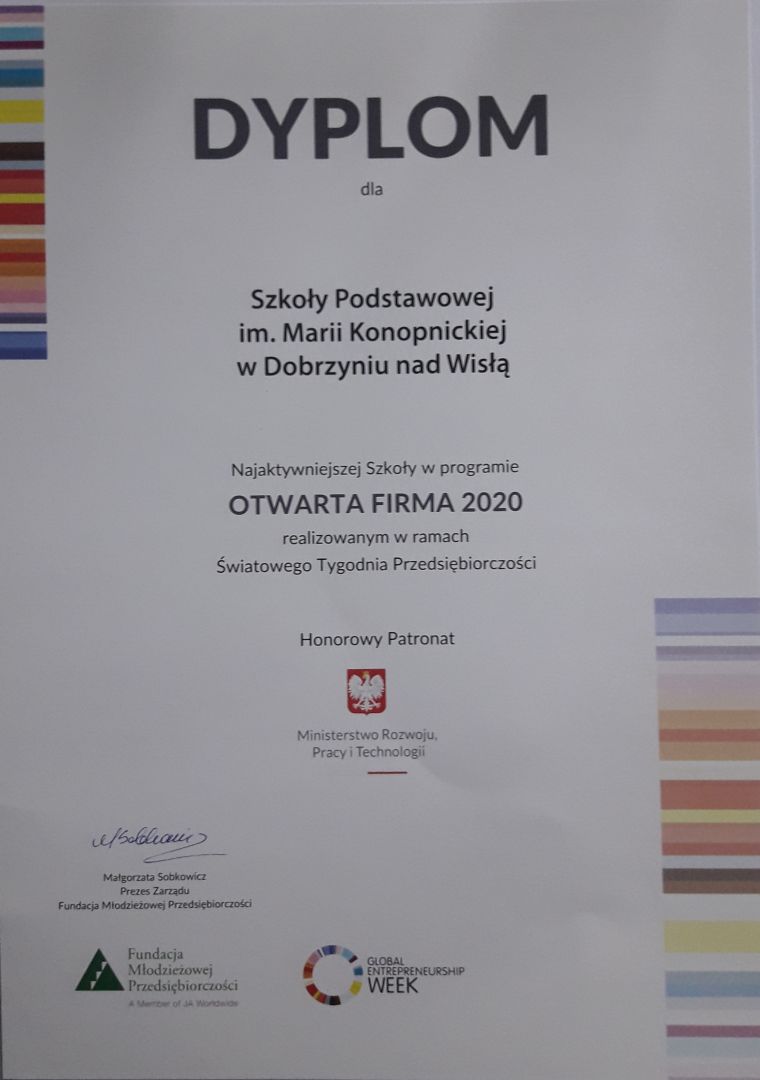 DYPLOM
dla
Szkoły Podstawowej
im. Marii Konopnickiej
w Dobrzyniu nad Wisłą
Najaktywniejszej Szkoły w programie
OTWARTA FIRMA 2020
realizowanym w ramach
Światowego Tygodnia Przedsiębiorczości
Honorowy Patronat
Ministerstwo Rozwoju,
Pracy i Technologii
Małgorzata Sobkowicz
Prezes Zarządu
Fundacja Młodzieżowej Przedsiębiorczości
Fundacja
Młodzieżowej
Przedsiębiorczości
A Member of JA Worldwide
GLOBAL
ENTREPRENEURSHIP
WEEK